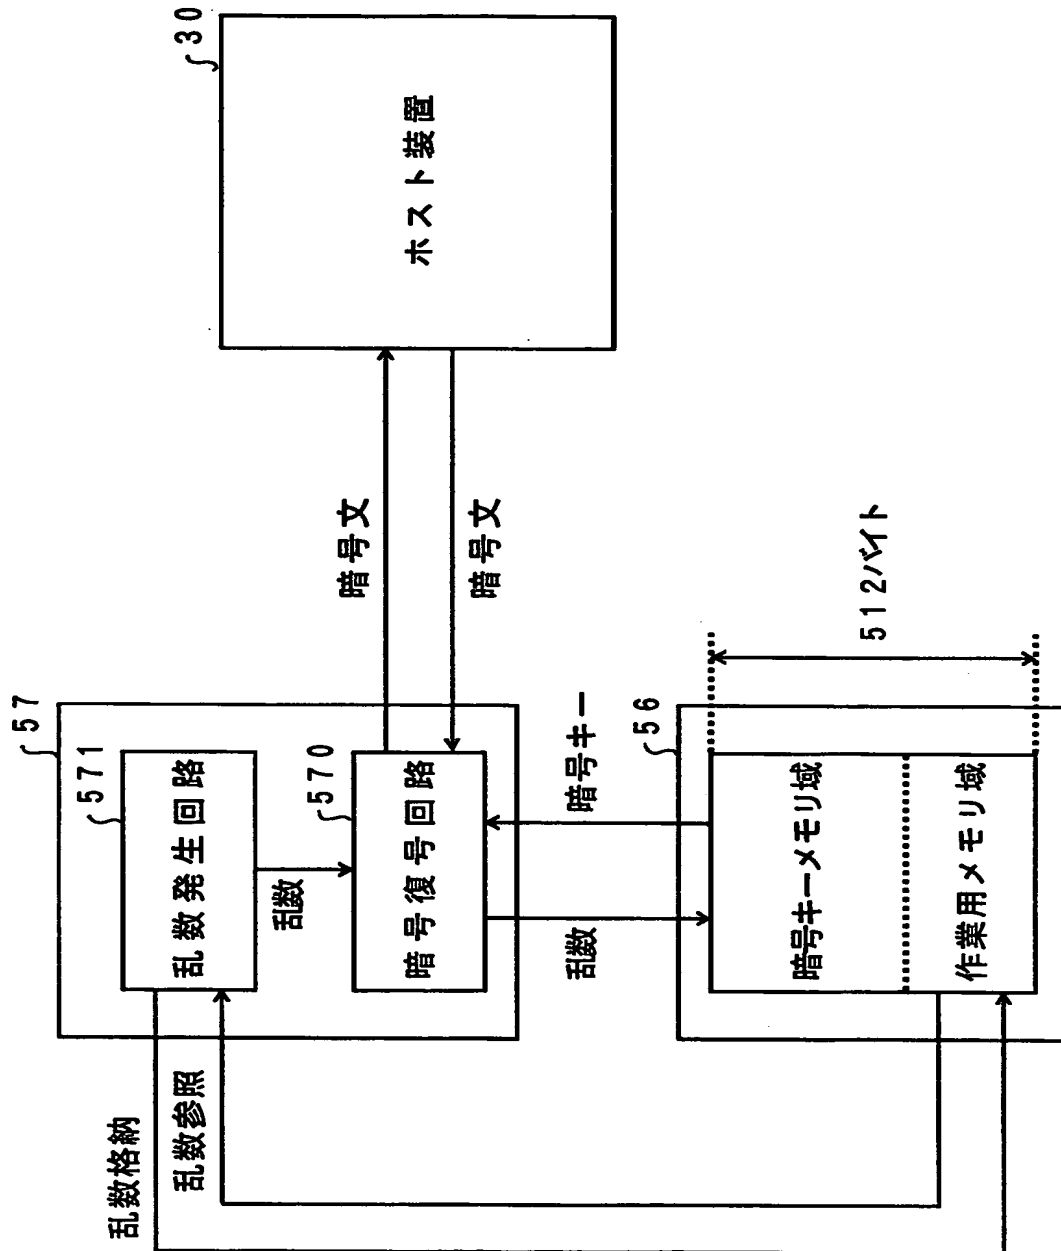 57
571
乱数発生回路
乱数
570
暗号復号回路
乱数格納
乱数参照
暗号文
暗号文
30
ホスト装置
乱数
暗号キー
56
暗号キーメモリ域
作業用メモリ域
512バイト